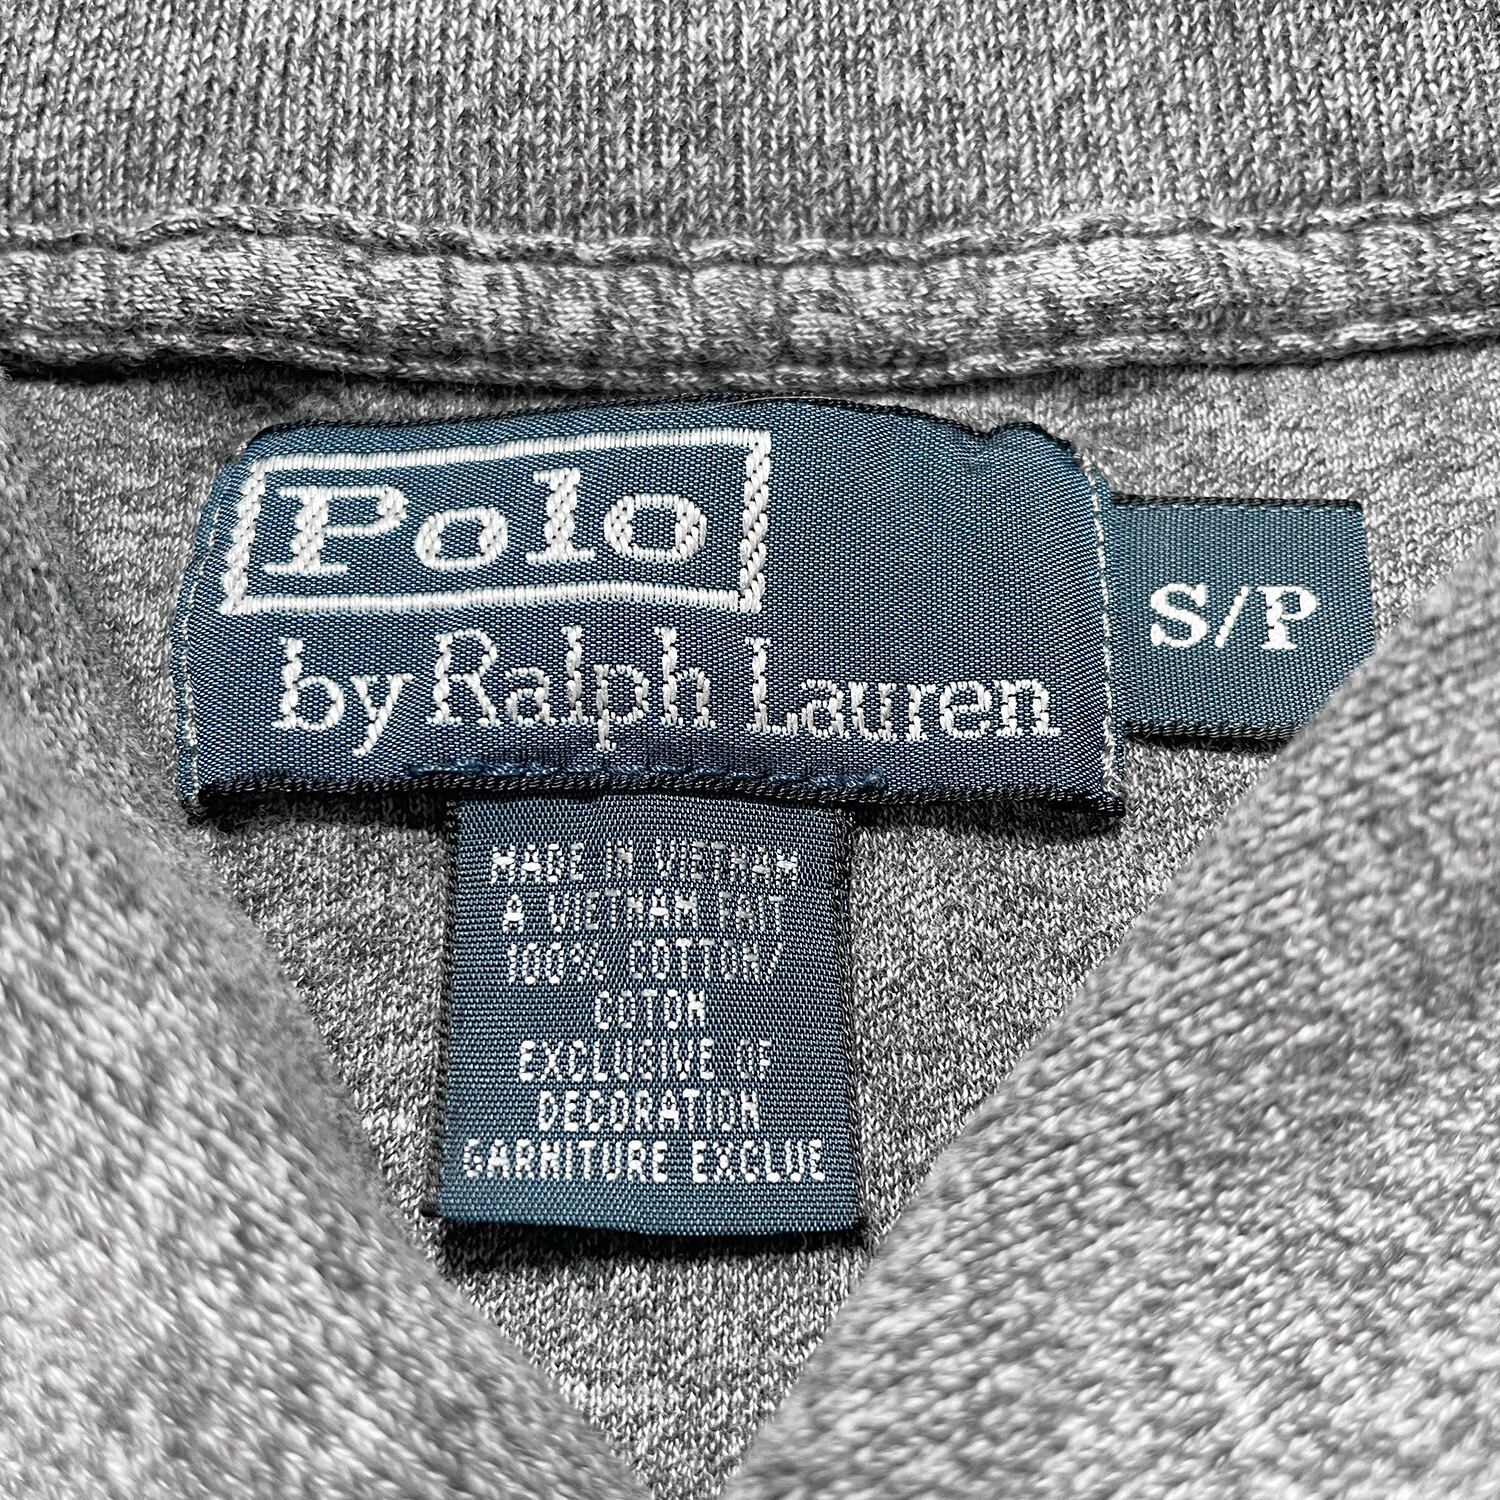 Polo
by Ralph Lauren
S/P
MADE IN VIETNAM
A VIETNAM FAIT
100% COTTON/
COTON
EXCLUSIVE OF
DECORATION
GARNITURE EXCLUE